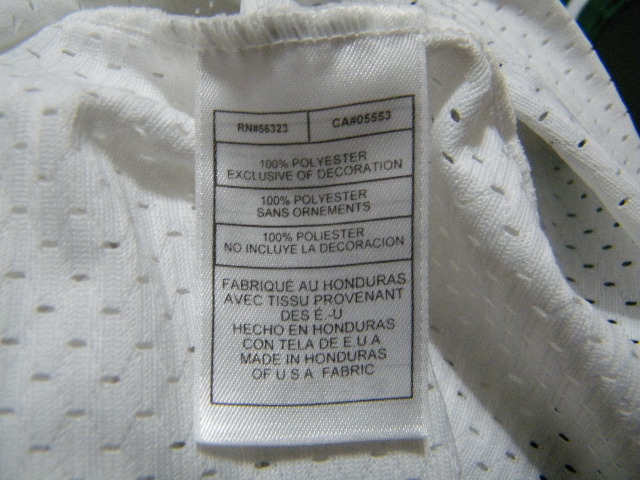 RN#56323 CA#05553
100% POLYESTER
EXCLUSIVE OF DECORATION
100% POLYESTER
SANS ORNEMENTS
100% POLIESTER
NO INCLUYE LA DECORACION
FABRIQUÉ AU HONDURAS
AVEC TISSU PROVENANT
DES É.-U
HECHO EN HONDURAS
CON TELA DE E.U.A
MADE IN HONDURAS
OF U S A FABRIC